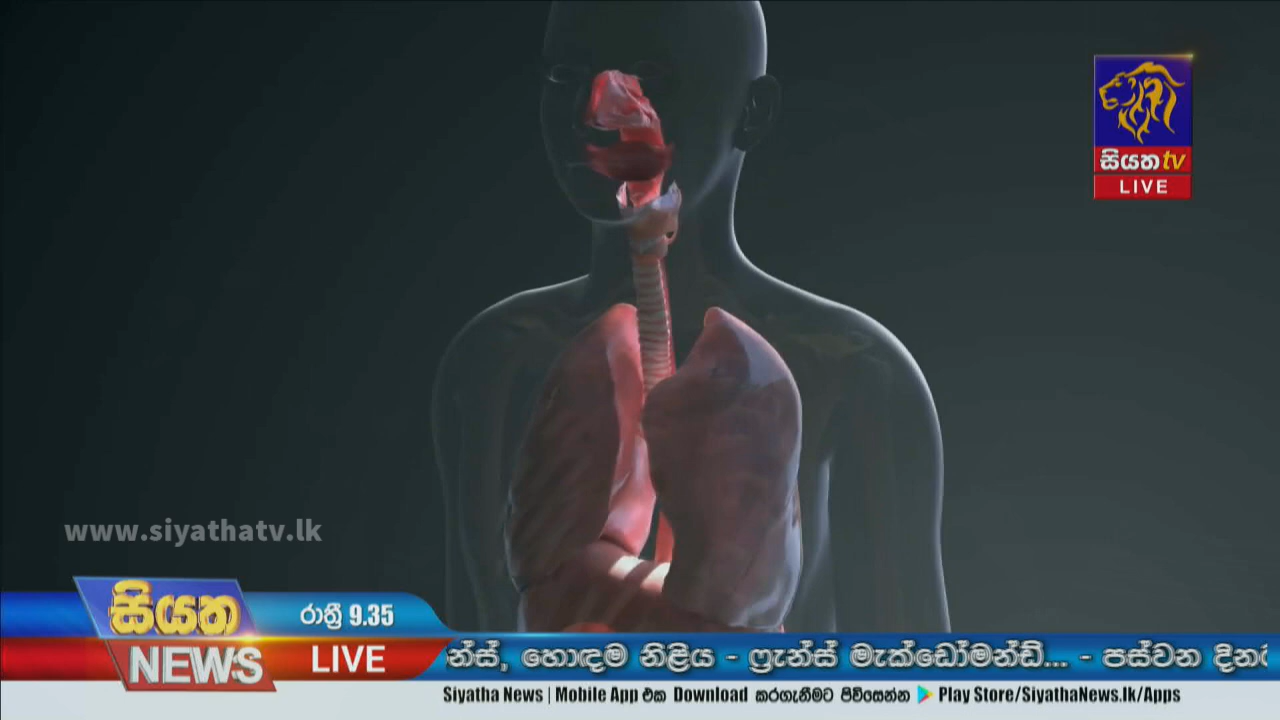 සියත tv
LIVE
www.siyathatv.lk
සියත
NEWS
රාත්‍රී 9.35
LIVE
න්ස්, හොඳම නිළිය - ෆ්‍රැන්ස් මැක්ඩෝමන්ඩ්... - පස්වන
Siyatha News | Mobile App එක Download කරගැනීමට පිවිසෙන්න Play Store/SiyathaNews.lk/Apps